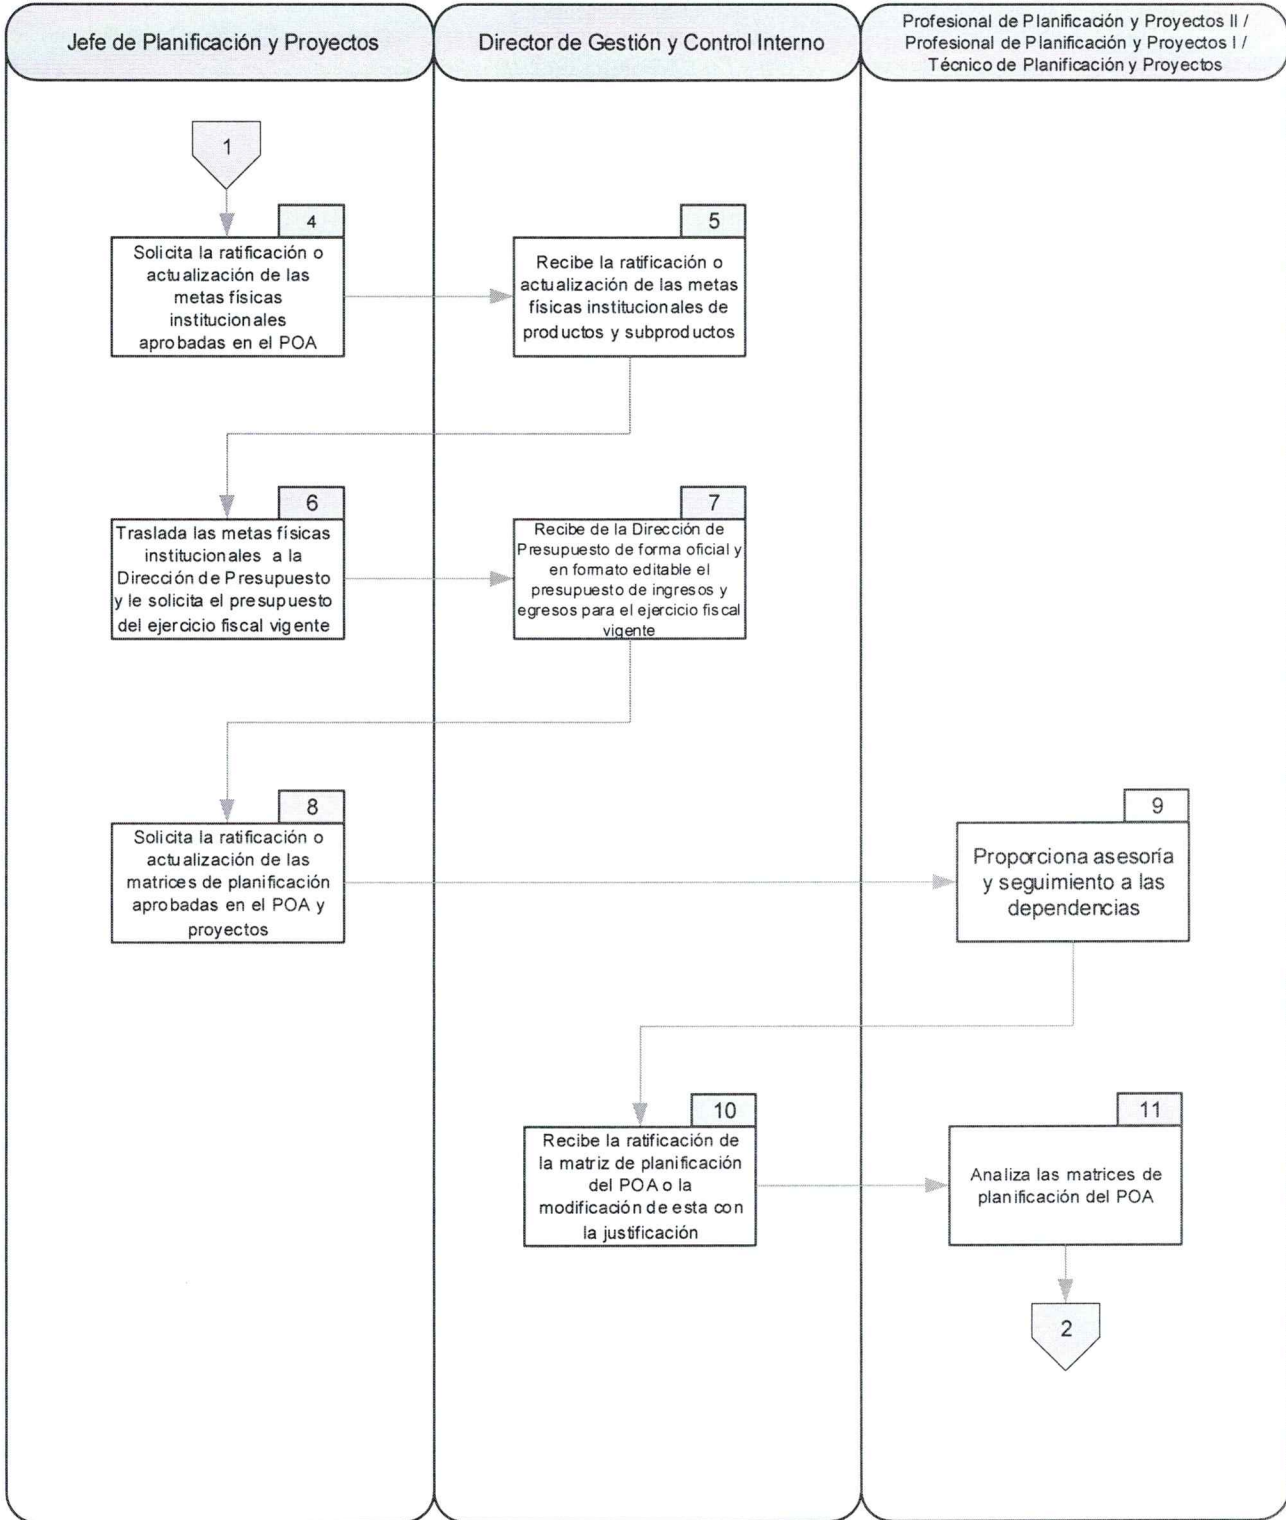 Jefe de Planificación y Proyectos
Director de Gestión y Control Interno
Profesional de Planificación y Proyectos II /
Profesional de Planificación y Proyectos I /
Técnico de Planificación y Proyectos
1
4
Solicita la ratificación o
actualización de las
metas físicas
institucionales
aprobadas en el POA
5
Recibe la ratificación o
actualización de las metas
físicas institucionales de
productos y subproductos
6
Traslada las metas físicas
institucionales a la
Dirección de Presupuesto
y le solicita el presupuesto
del ejercicio fiscal vigente
7
Recibe de la Dirección de
Presupuesto de forma oficial y
en formato editable el
presupuesto de ingresos y
egresos para el ejercicio fiscal
vigente
8
Solicita la ratificación o
actualización de las
matrices de planificación
aprobadas en el POA y
proyectos
9
Proporciona asesoría
y seguimiento a las
dependencias
10
Recibe la ratificación de
la matriz de planificación
del POA o la
modificación de esta con
la justificación
11
Analiza las matrices de
planificación del POA
2